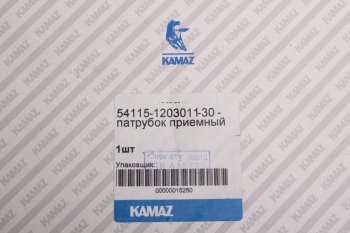 KAMAZ
54115-1203011-30 -
патрубок приемный
1шт
Упаковщик:
00000015250
KAMAZ